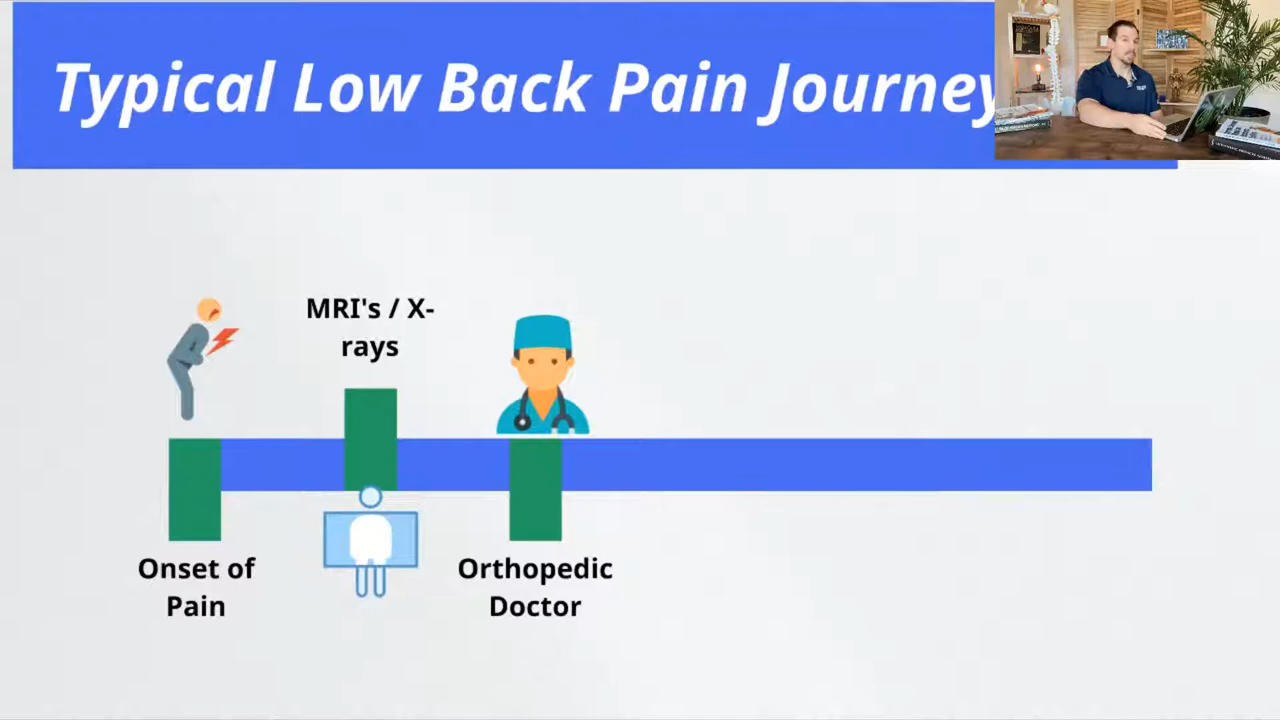 Typical Low Back Pain Journey
MRI's / X-
rays
Onset of
Pain
Orthopedic
Doctor